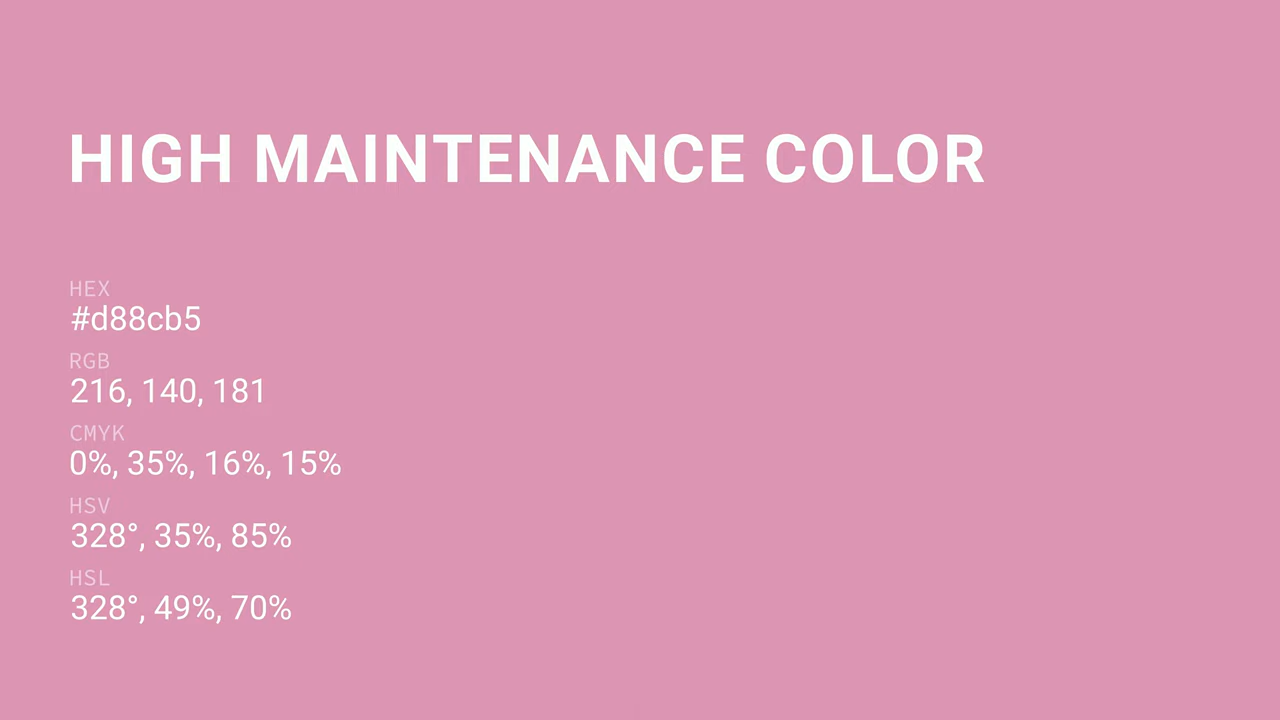 HIGH MAINTENANCE COLOR
HEX
#d88cb5
RGB
216, 140, 181
CMYK
0%, 35%, 16%, 15%
HSV
328°, 35%, 85%
HSL
328°, 49%, 70%